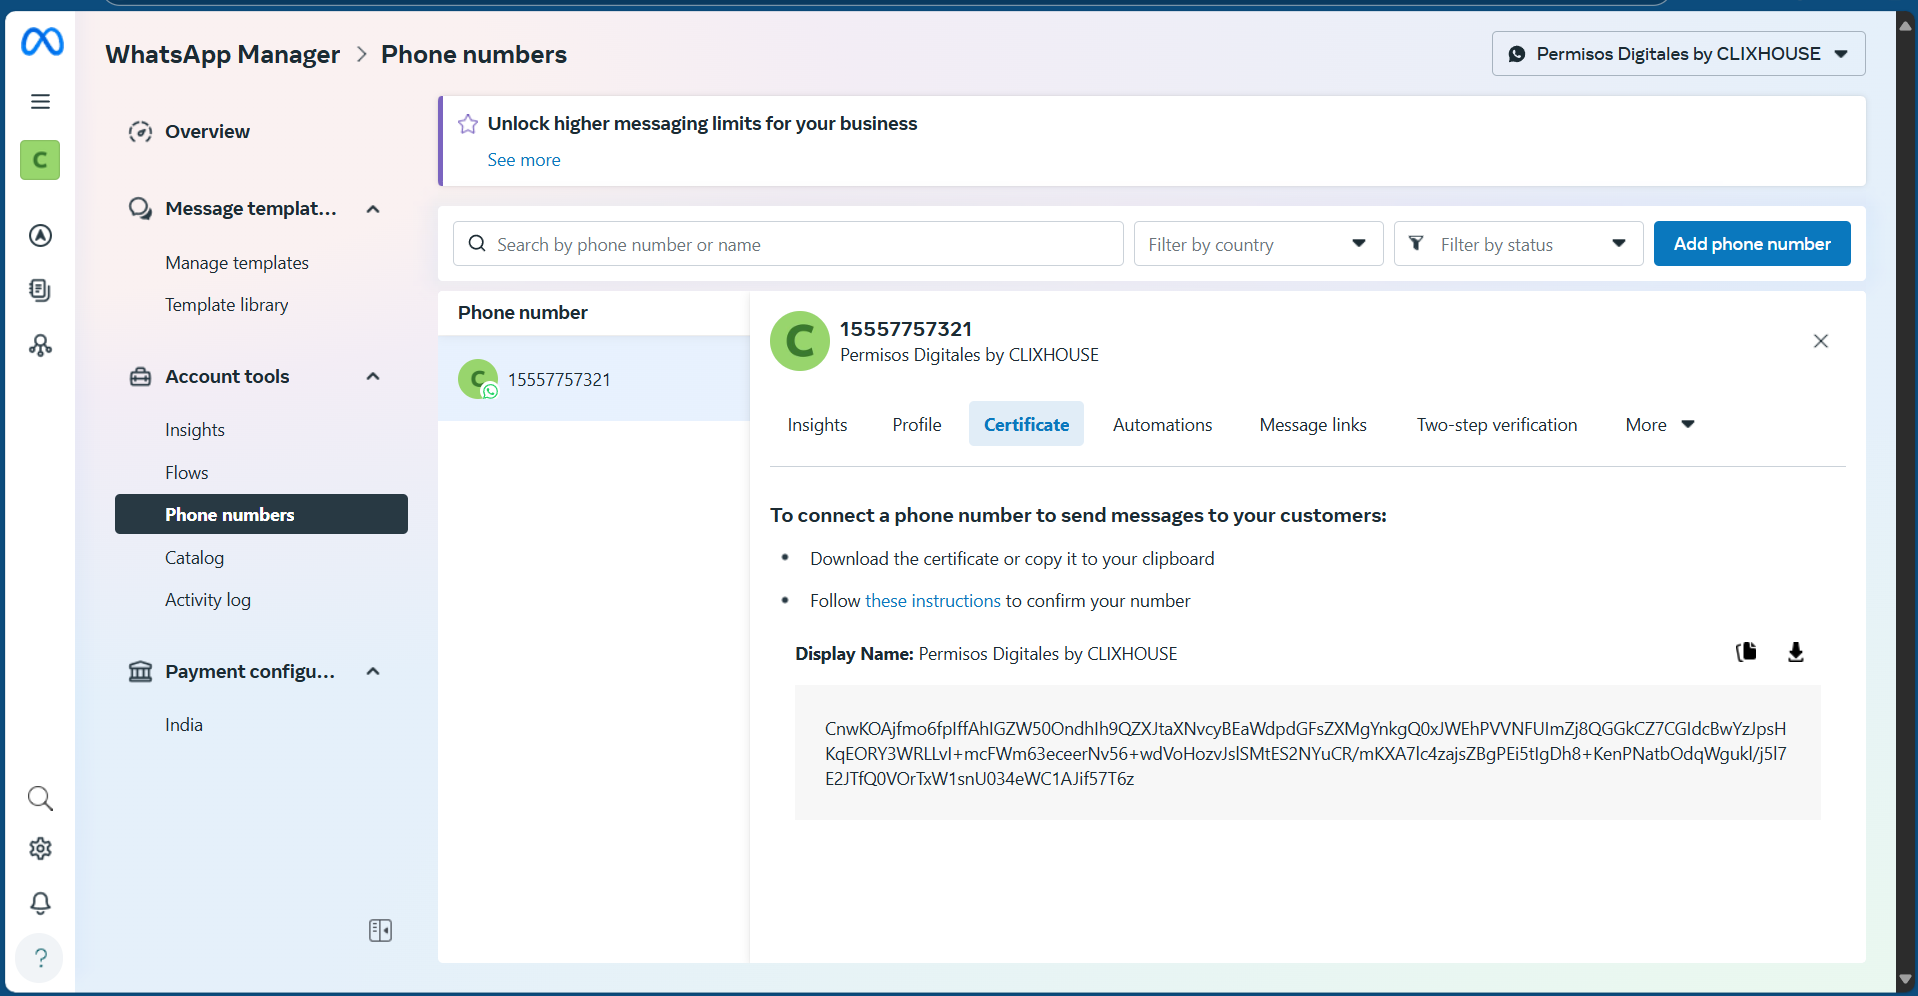 WhatsApp Manager > Phone numbers
Permisos Digitales by CLIXHOUSE
C
Overview
Message templat...
Manage templates
Template library
Account tools
Insights
Flows
Phone numbers
Catalog
Activity log
Payment configu...
India
?
Unlock higher messaging limits for your business
See more
Search by phone number or name
Filter by country
Filter by status
Add phone number
Phone number
C
15557757321
C
15557757321
Permisos Digitales by CLIXHOUSE
Insights
Profile
Certificate
Automations
Message links
Two-step verification
More
To connect a phone number to send messages to your customers:
• Download the certificate or copy it to your clipboard
• Follow these instructions to confirm your number
Display Name: Permisos Digitales by CLIXHOUSE
CnwKOAjfmo6fpIffAhIGZW50OndhIh9QZXJtaXNvcyBEaWdpdGFsZXMgYnkgQ0xJWEhPVVNFUImZj8QGGkCZ7CGIdcBwYzJpsH
KqEORY3WRLLvI+mcFWm63eceerNv56+wdVoHozvJslSMtES2NYuCR/mKXA7lc4zajsZBgPEi5tIgDh8+KenPNatbOdqWgukl/j5l7
E2JTfQ0VOrTxW1snU034eWC1AJif57T6z